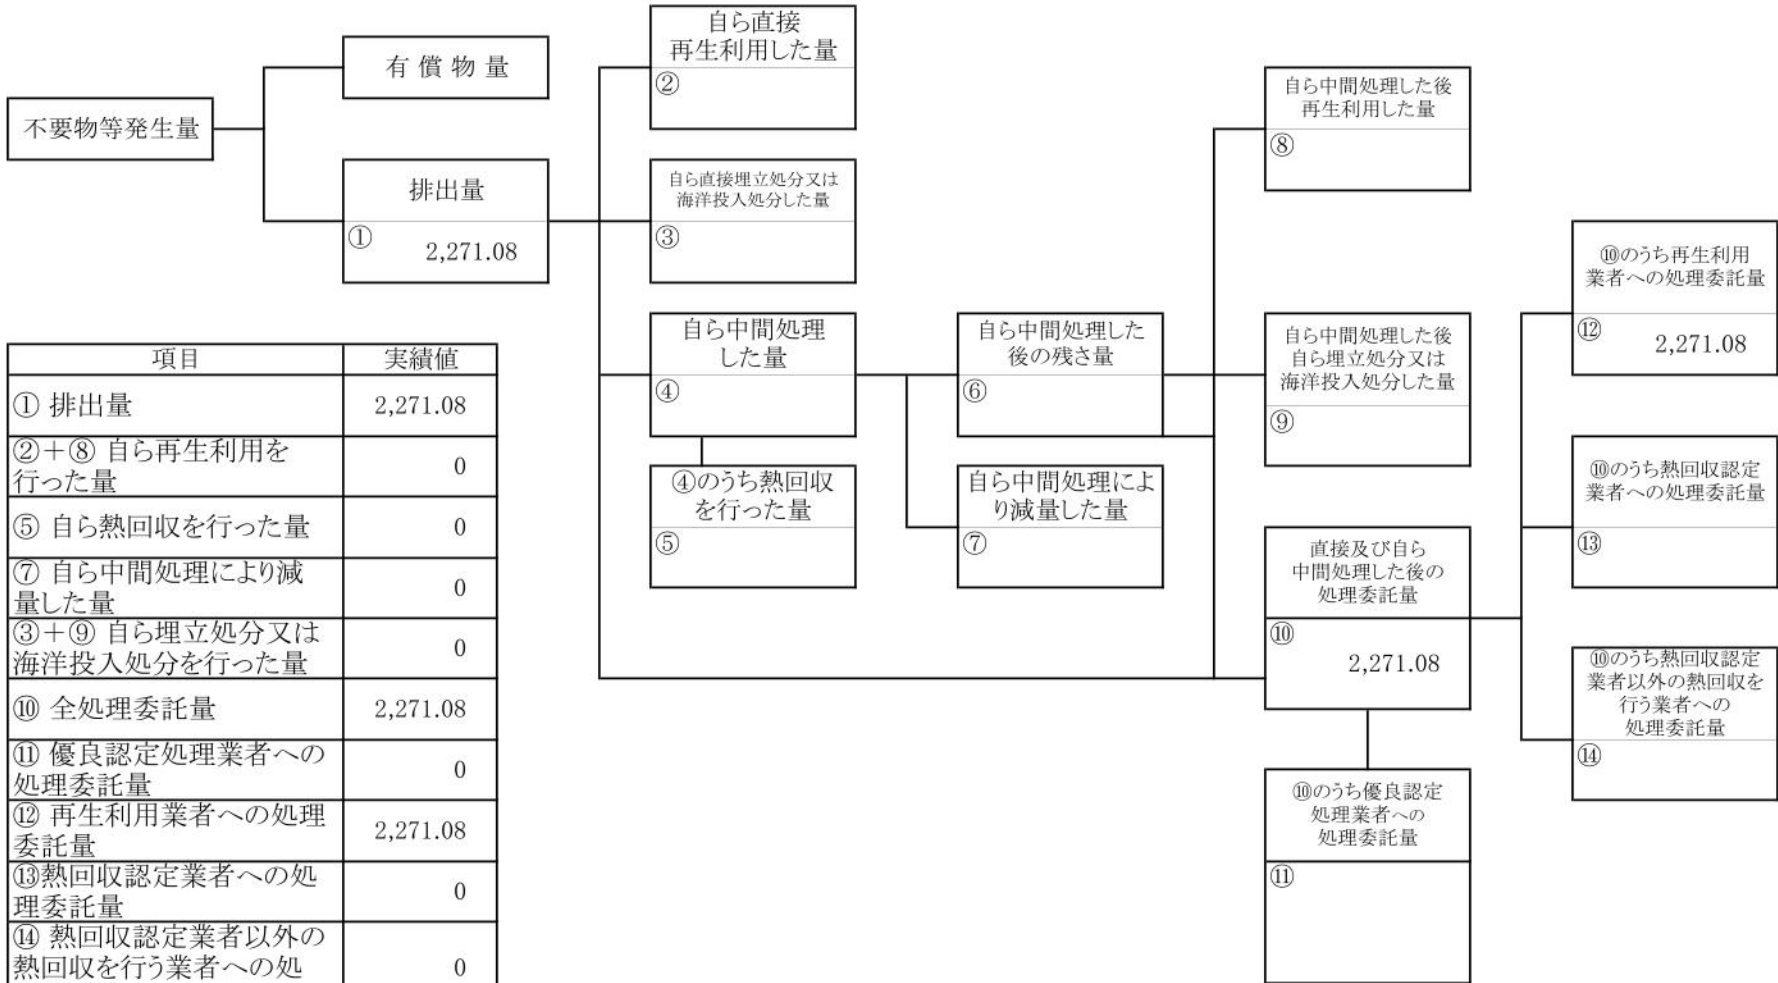 不要物等発生量
有 償 物 量
排出量
①
2,271.08
自ら直接
再生利用した量
②
自ら直接埋立処分又は
海洋投入処分した量
③
自ら中間処理
した量
④
④のうち熱回収
を行った量
⑤
自ら中間処理した
後の残さ量
⑥
自ら中間処理によ
り減量した量
⑦
自ら中間処理した後
再生利用した量
⑧
自ら中間処理した後
自ら埋立処分又は
海洋投入処分した量
⑨
直接及び自ら
中間処理した後の
処理委託量
⑩
2,271.08
⑩のうち優良認定
処理業者への
処理委託量
⑪
⑩のうち再生利用
業者への処理委託量
⑫
2,271.08
⑩のうち熱回収認定
業者への処理委託量
⑬
⑩のうち熱回収認定
業者以外の熱回収を
行う業者への
処理委託量
⑭
項目 実績値
① 排出量 2,271.08
②＋⑧ 自ら再生利用を
行った量 0
⑤ 自ら熱回収を行った量 0
⑦ 自ら中間処理により減
量した量 0
③＋⑨ 自ら埋立処分又は
海洋投入処分を行った量 0
⑩ 全処理委託量 2,271.08
⑪ 優良認定処理業者への
処理委託量 0
⑫ 再生利用業者への処理
委託量 2,271.08
⑬熱回収認定業者への処
理委託量 0
⑭ 熱回収認定業者以外の
熱回収を行う業者への処 0